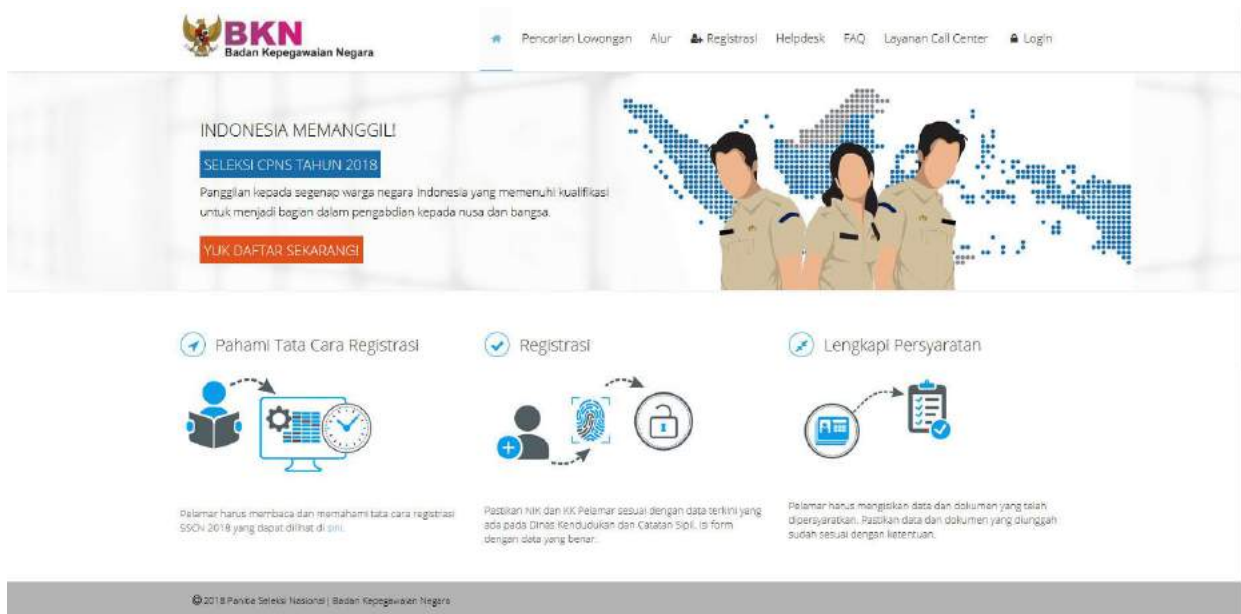 BKN
Badan Kepegawaian Negara
Pencarian Lowongan Alur Registrasi Helpdesk FAQ Layanan Call Center Login
INDONESIA MEMANGGIL!
SELEKSI CPNS TAHUN 2018
Panggilan kepada segenap warga negara Indonesia yang memenuhi kualifikasi
untuk menjadi bagian dalam pengabdian kepada nusa dan bangsa.
YUK DAFTAR SEKARANG!
Pahami Tata Cara Registrasi
Pelamar harus membaca dan memahami tata cara registrasi
SSCN 2018 yang dapat dilihat di sini.
Registrasi
Pastikan NIK dan KK Pelamar sesuai dengan data terkini yang
ada pada Dinas Kendudukan dan Catatan Sipil. Isi form
dengan data yang benar.
Lengkapi Persyaratan
Pelamar harus mengisikan data dan dokumen yang telah
dipersyaratkan. Pastikan data dan dokumen yang diunggah
sudah sesuai dengan ketentuan.
© 2018 Panitia Seleksi Nasional | Badan Kepegawaian Negara